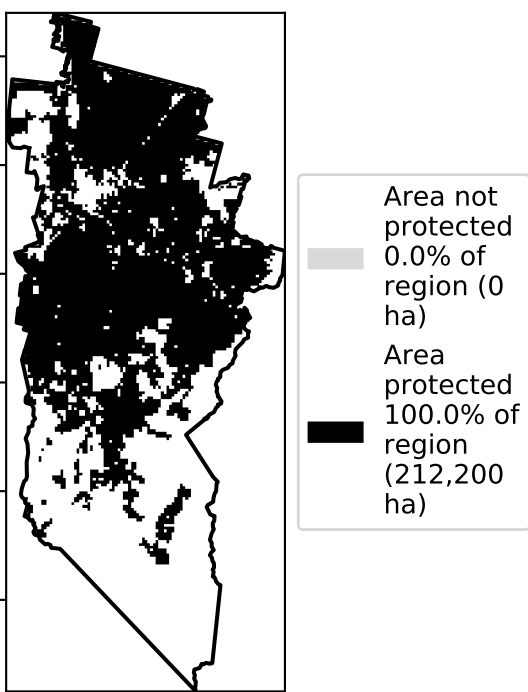 Area not
protected
0.0% of
region (0
ha)
Area
protected
100.0% of
region
(212,200
ha)